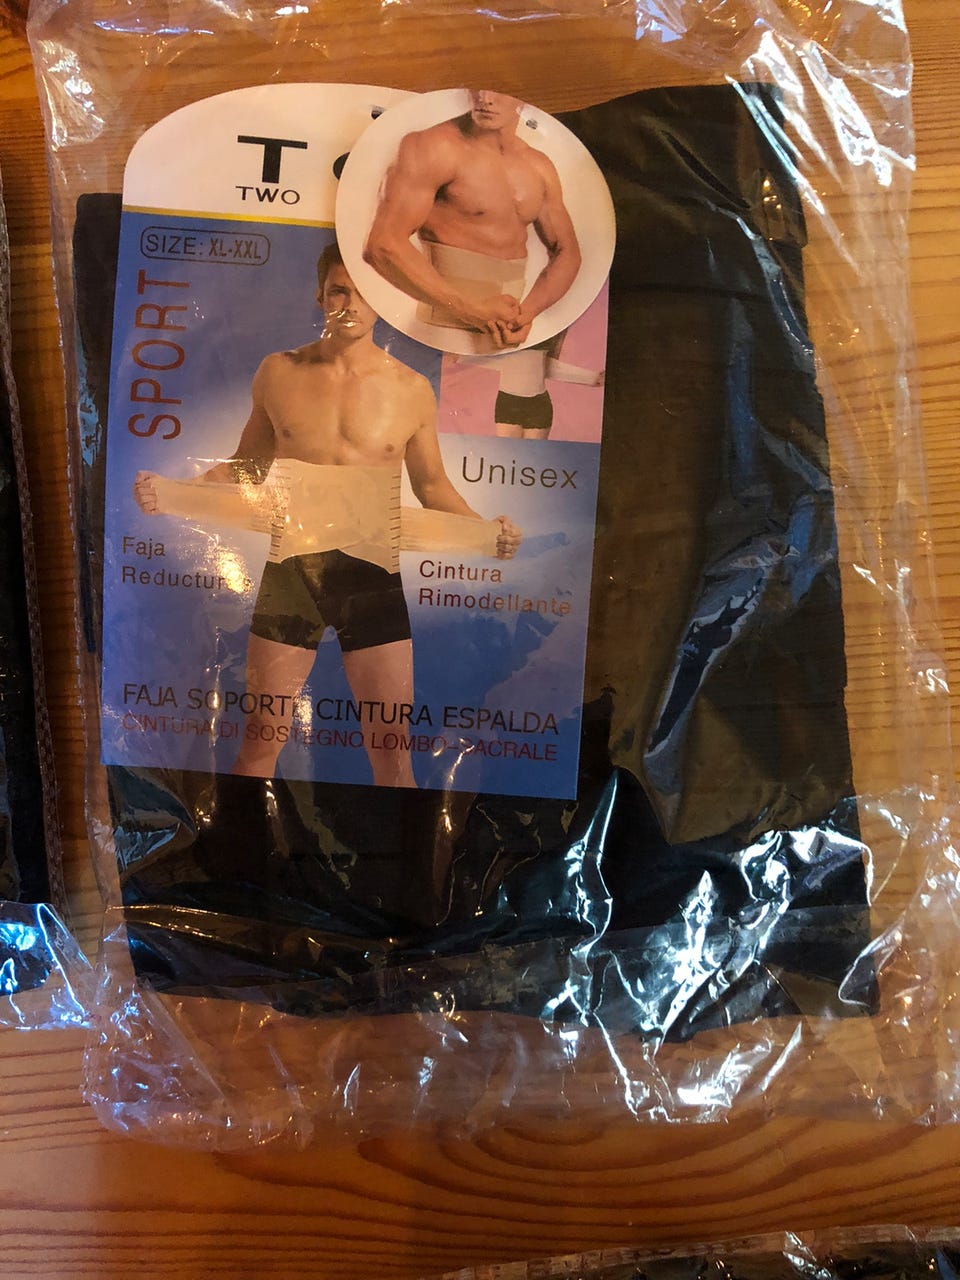 T
TWO
SIZE: XL-XXL
SPORT
Unisex
Faja
Cintura
Rimodellante
FAJA SOPORTE CINTURA ESPALDA
CINTURA DI SOSTEGNO LOMBO-SACRALE